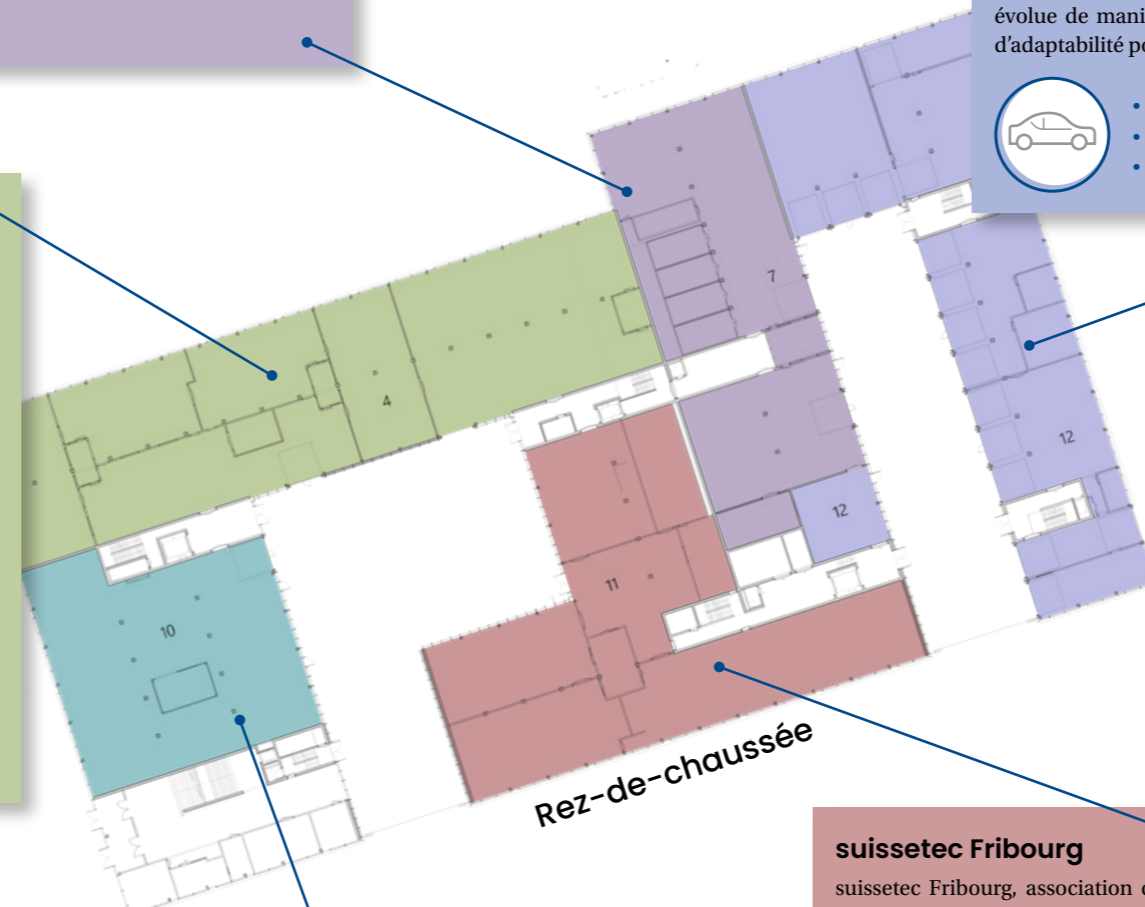 évolue de mani
d'adaptabilité po
•
•
•
7
4
12
12
11
10
Rez-de-chaussée
suissetec Fribourg
suissetec Fribourg, association